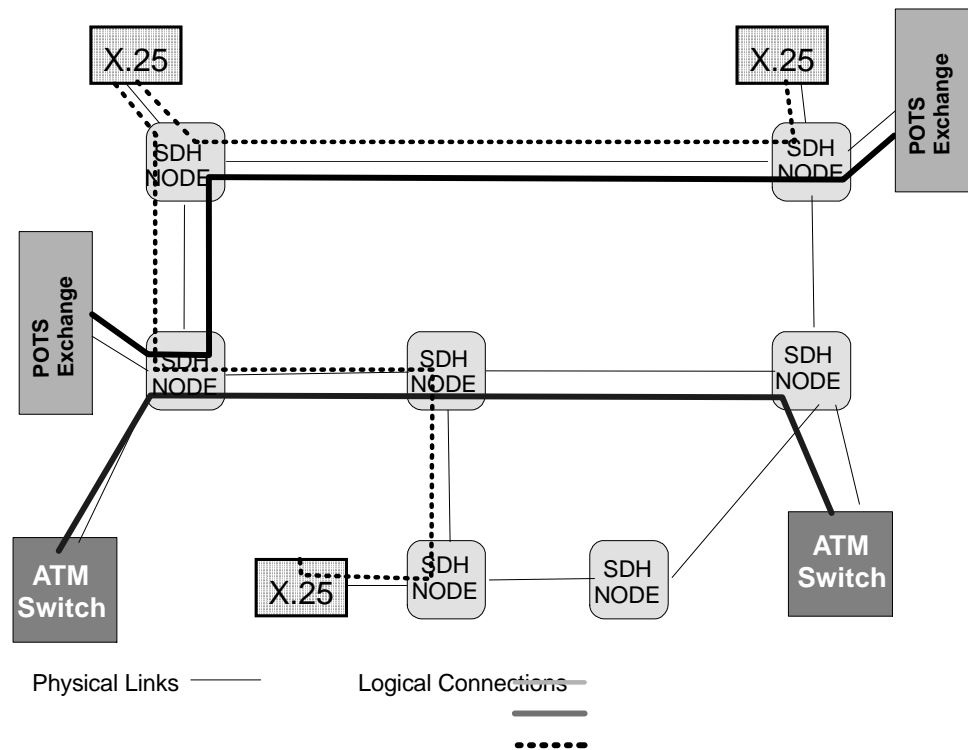 X.25
X.25
POTS
Exchange
SDH
NODE
SDH
NODE
POTS
Exchange
SDH
NODE
SDH
NODE
SDH
NODE
ATM
Switch
X.25
SDH
NODE
SDH
NODE
ATM
Switch
Physical Links
Logical Connections